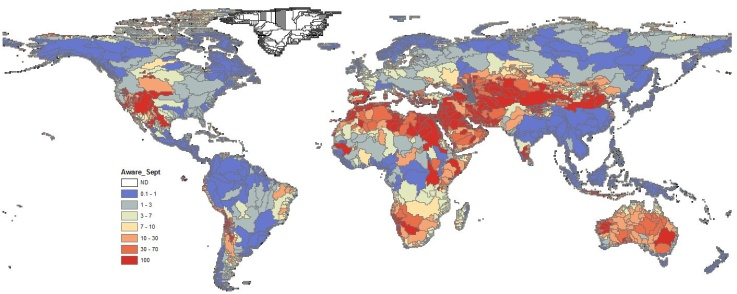 Aware_Sept
ND
0.1 - 1
1 - 3
3 - 7
7 - 10
10 - 30
30 - 70
100